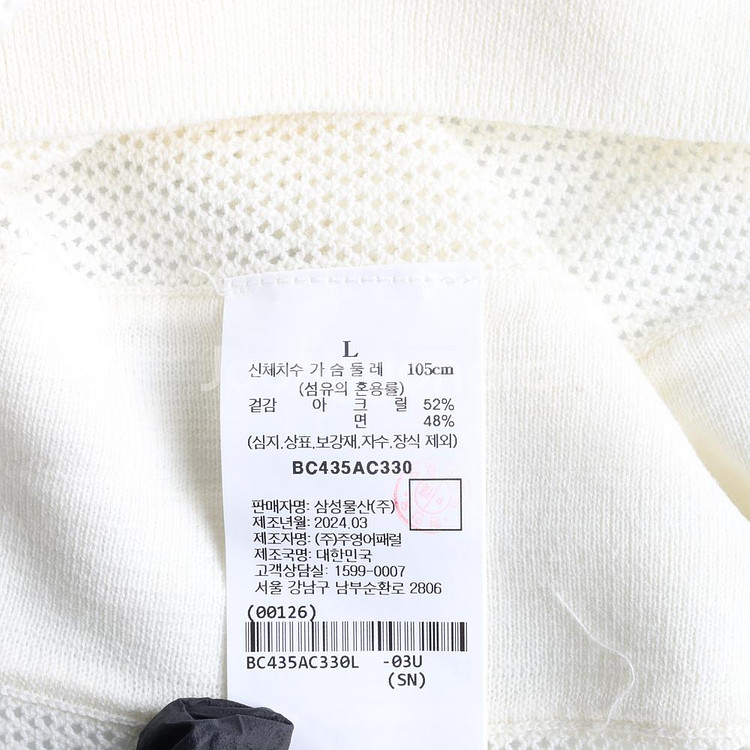 L
신체치수 가 슴 둘 레 105cm
(섬유의 혼용률)
겉감 아 크 릴 52%
면 48%
(심지.상표.보강재.자수.장식 제외)
BC435AC330
판매자명: 삼성물산(주)
제조년월: 2024.03
제조자명: (주)주영어패럴
제조국명: 대한민국
고객상담실: 1599-0007
서울 강남구 남부순환로 2806
(00126)
BC435AC330L -03U
(SN)